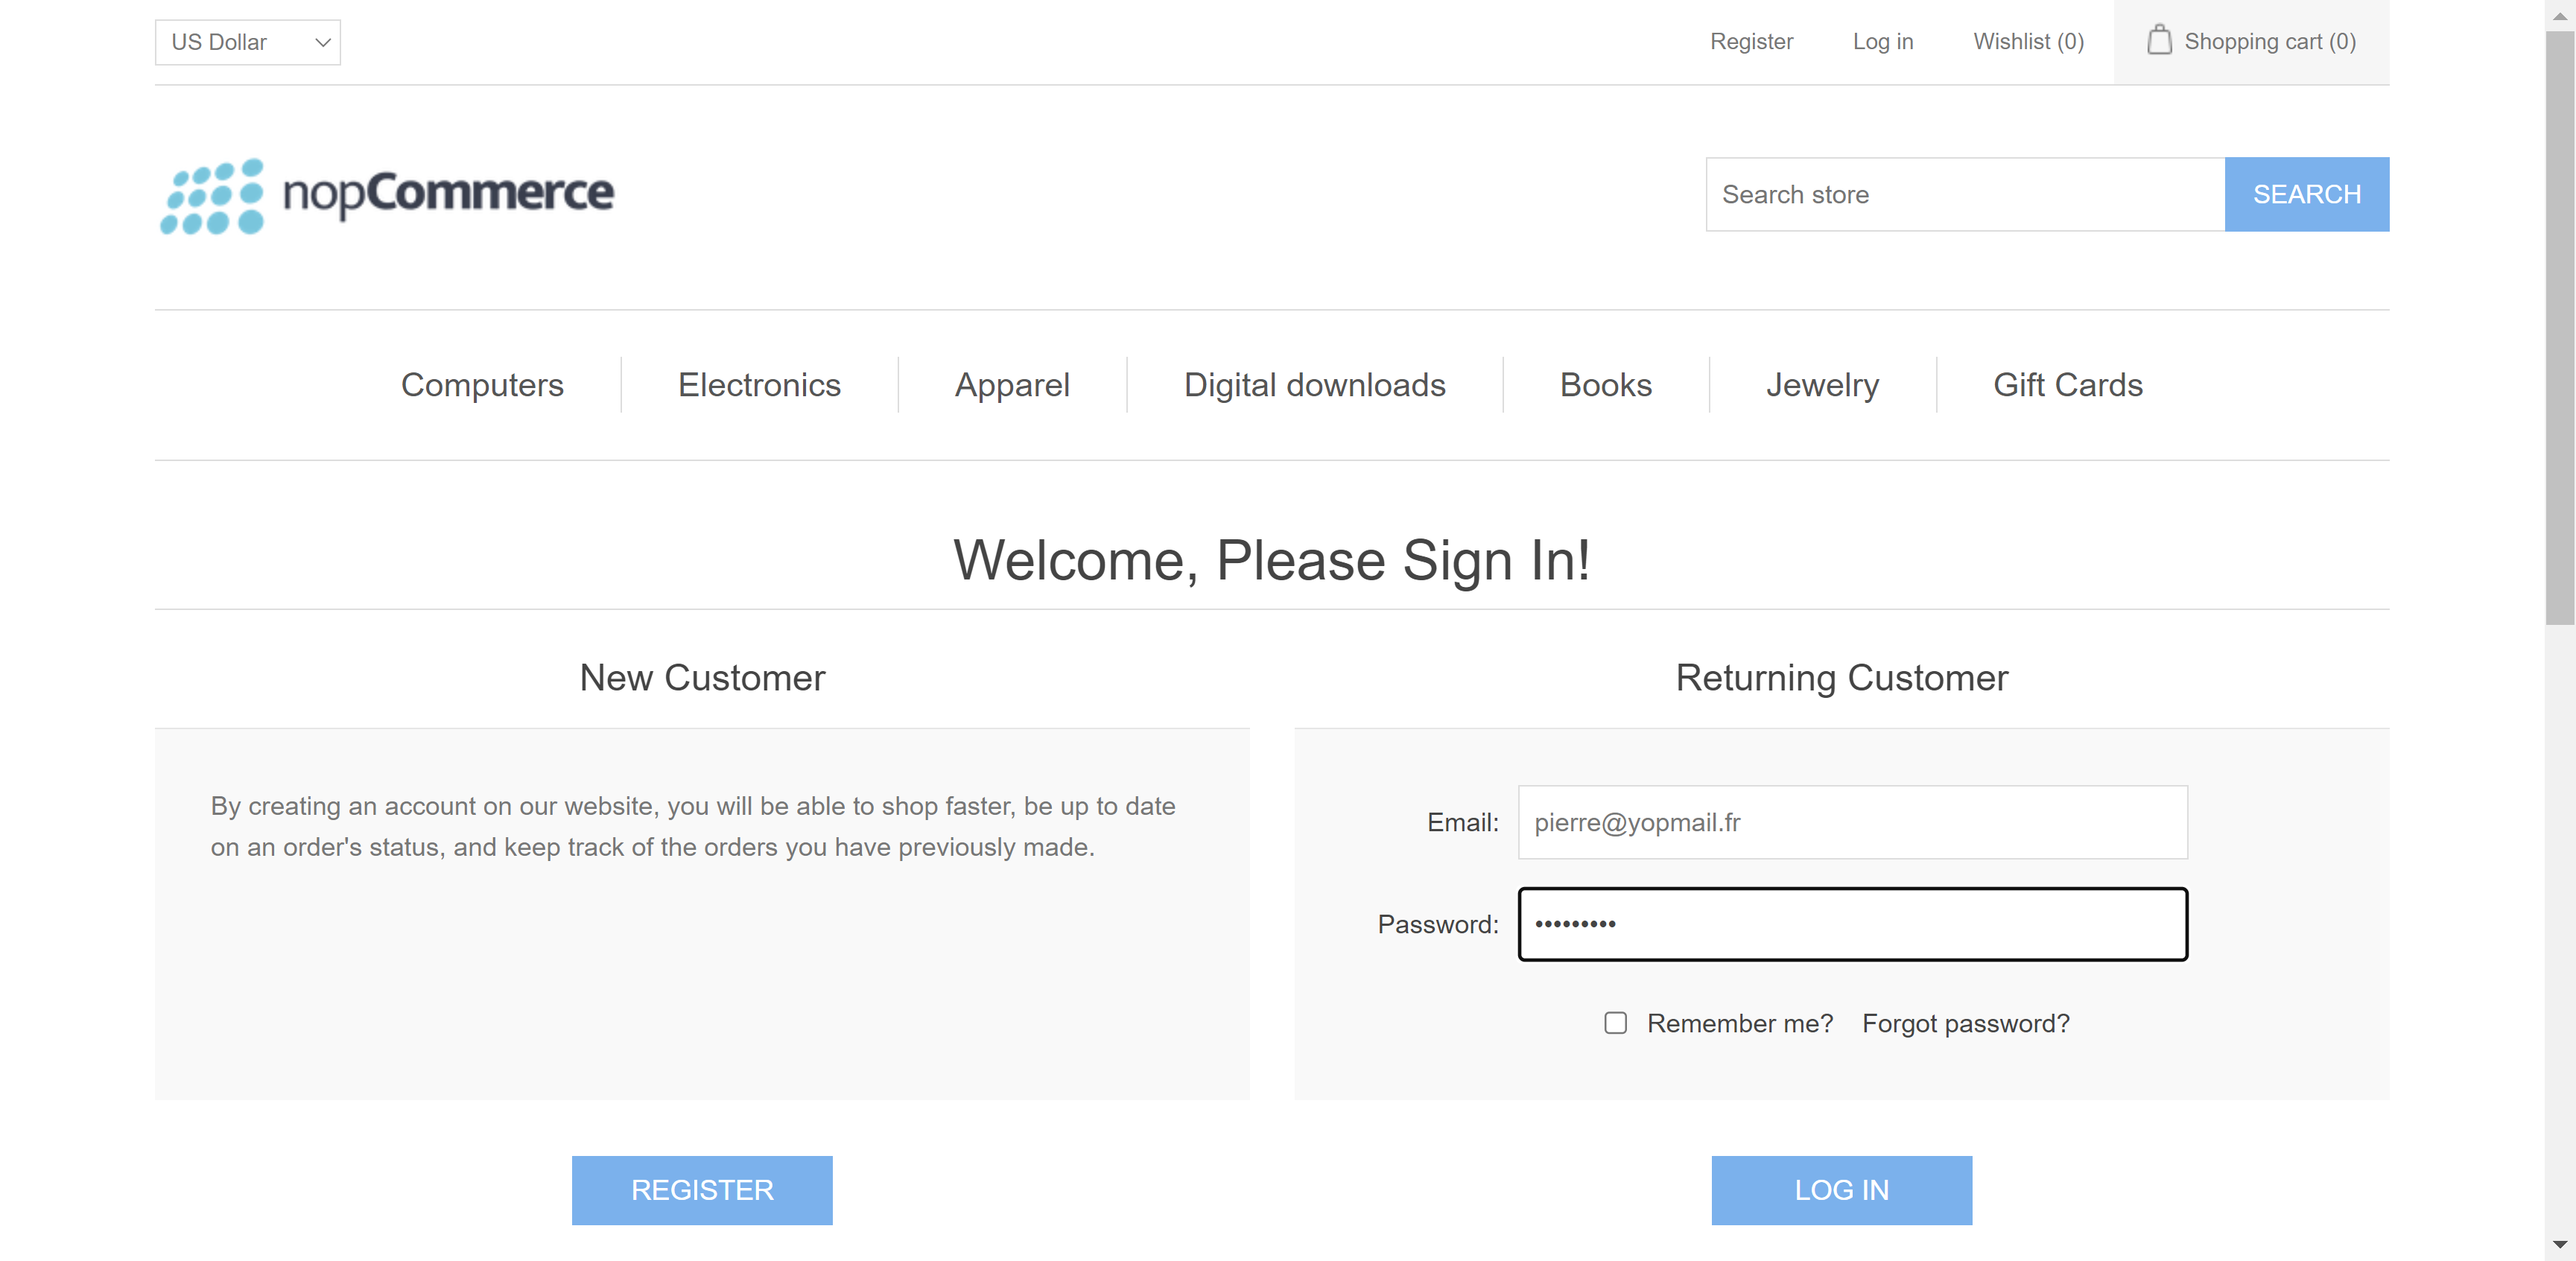 US Dollar
Register Log in Wishlist (0) Shopping cart (0)
nopCommerce
Search store SEARCH
Computers Electronics Apparel Digital downloads Books Jewelry Gift Cards
Welcome, Please Sign In!
New Customer
By creating an account on our website, you will be able to shop faster, be up to date
on an order's status, and keep track of the orders you have previously made.
REGISTER
Returning Customer
Email: pierre@yopmail.fr
Password: •••••••••
Remember me? Forgot password?
LOG IN